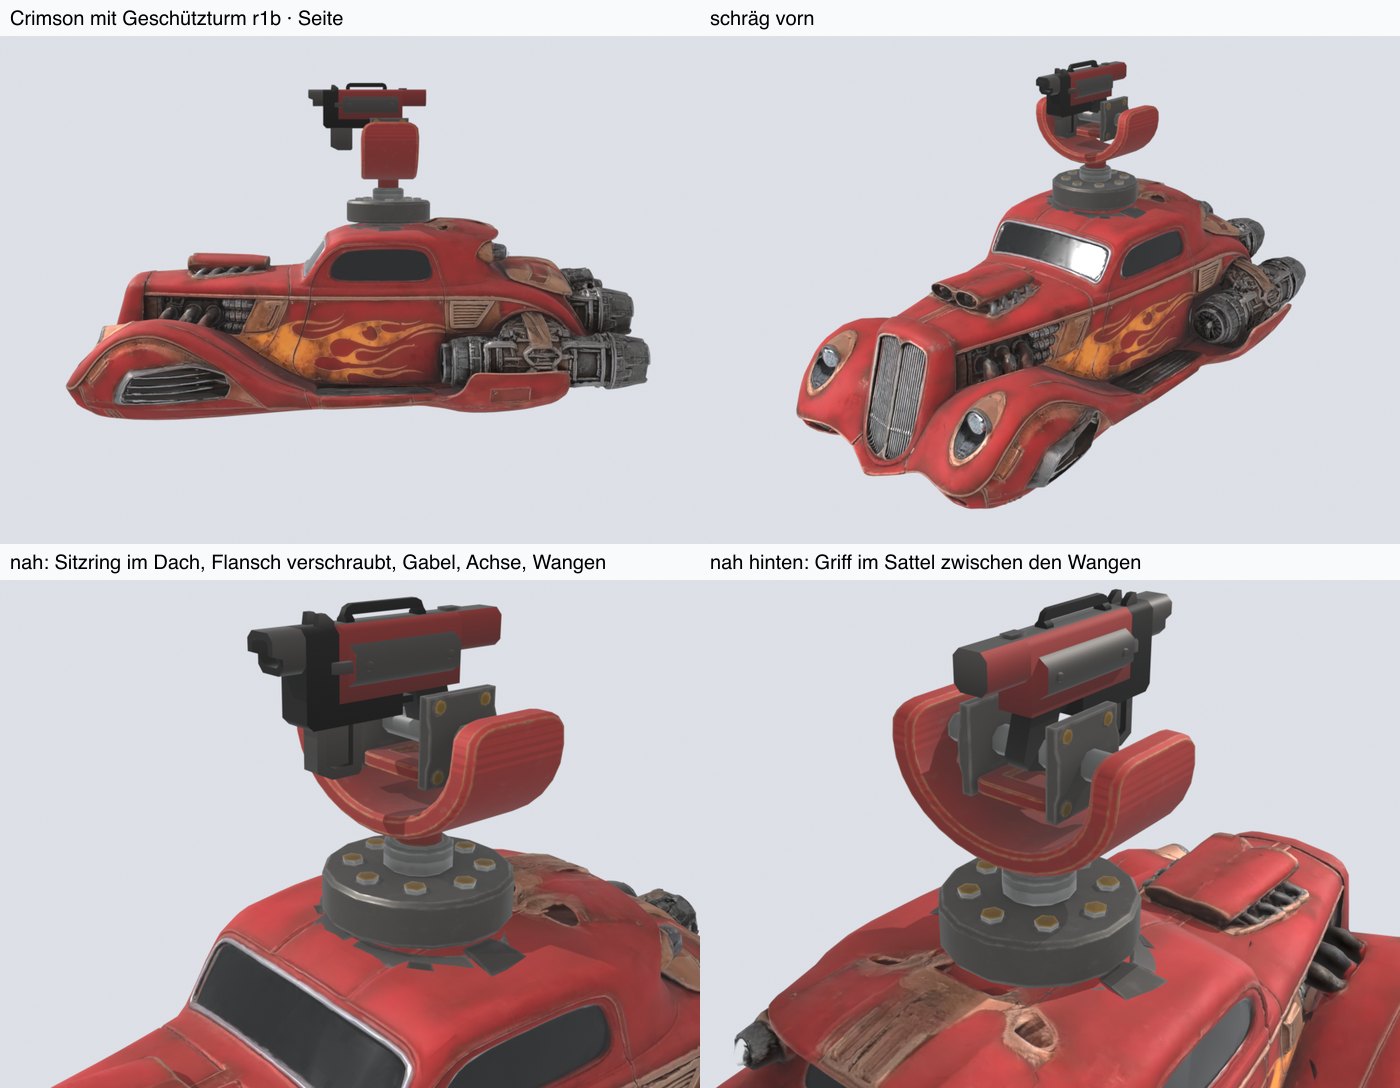 Crimson mit Geschützturm r1b · Seite
schräg vorn
nah: Sitzring im Dach, Flansch verschraubt, Gabel, Achse, Wangen
nah hinten: Griff im Sattel zwischen den Wangen